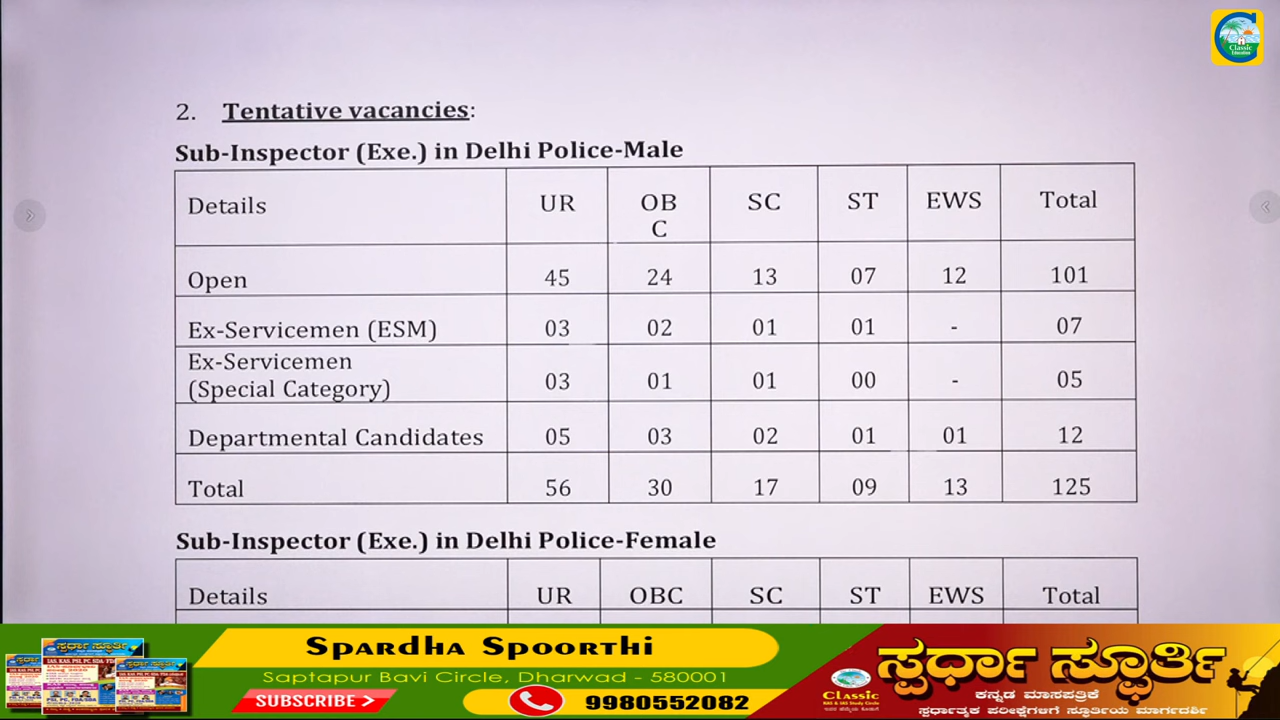 Classic
Education
2. Tentative vacancies:
Sub-Inspector (Exe.) in Delhi Police-Male
Details UR OB C SC ST EWS Total
Open 45 24 13 07 12 101
Ex-Servicemen (ESM) 03 02 01 01 - 07
Ex-Servicemen
(Special Category) 03 01 01 00 - 05
Departmental Candidates 05 03 02 01 01 12
Total 56 30 17 09 13 125
Sub-Inspector (Exe.) in Delhi Police-Female
Details UR OBC SC ST EWS Total
Spardha Spoorthi
Saptapur Bavi Circle, Dharwad - 580001
SUBSCRIBE >
9980552082
Classic
ಸ್ಪರ್ಧಾ ಸ್ಫೂರ್ತಿ
ಕನ್ನಡ ಮಾಸಪತ್ರಿಕೆ
ಸ್ಪರ್ಧಾತ್ಮಕ ಪರೀಕ್ಷೆಗಳಿಗೆ ಸ್ಫೂರ್ತಿಯ ಮಾರ್ಗದರ್ಶಿ